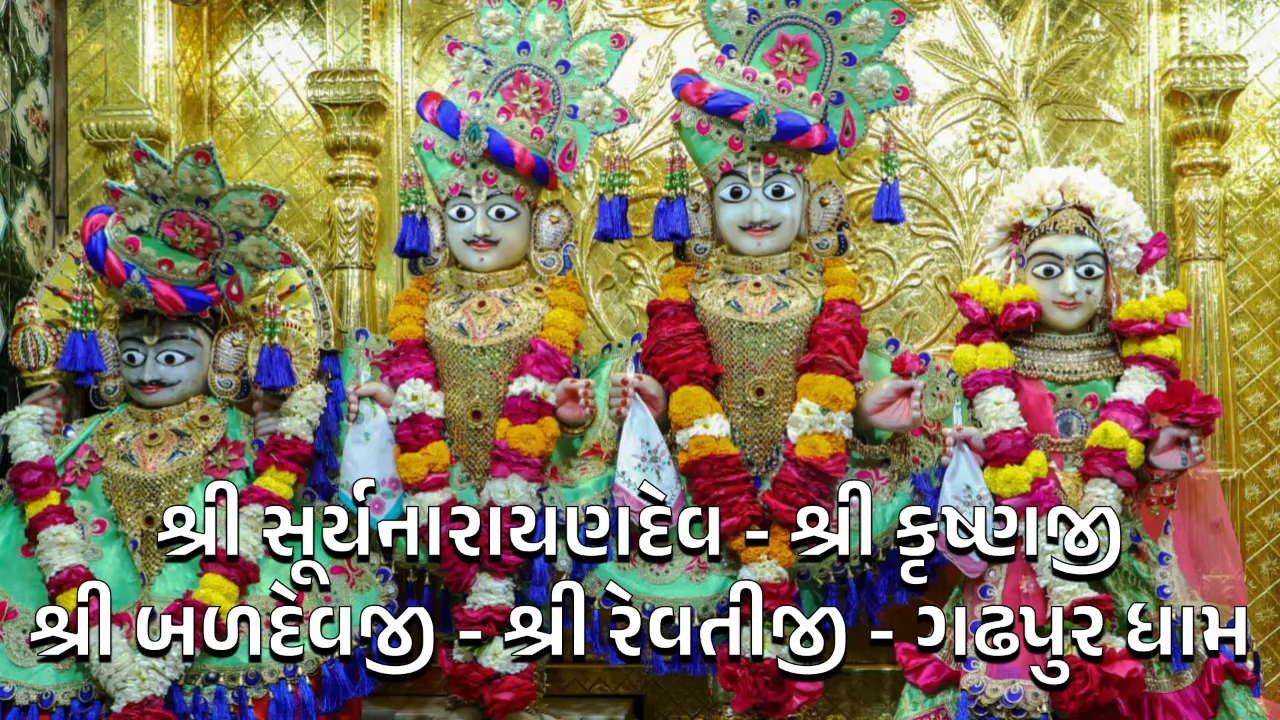 શ્રી સૂર્યનારાયણદેવ - શ્રી કૃષ્ણજી
શ્રી બળદેવજી - શ્રી રેવતીજી - ગઢપુર ધામ